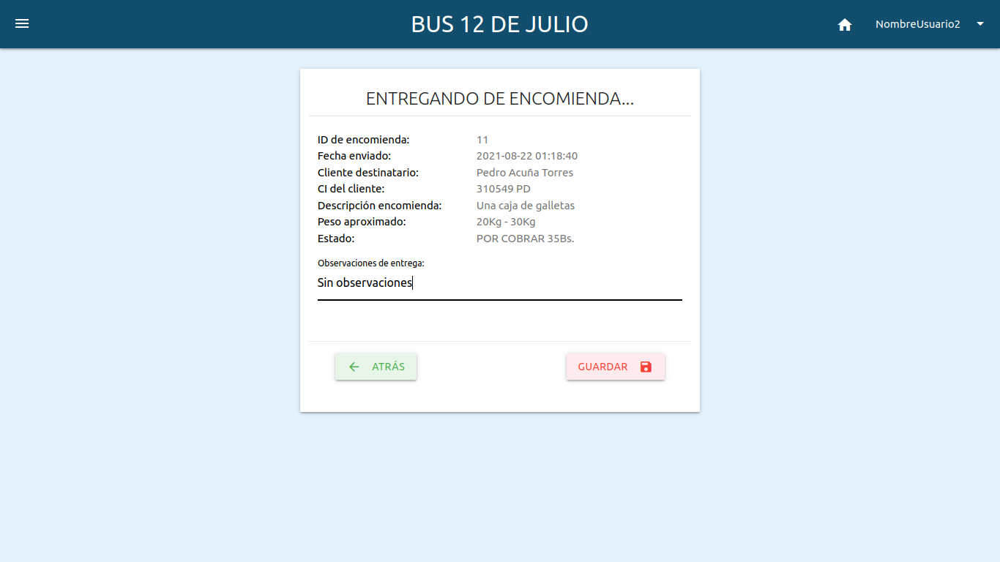 BUS 12 DE JULIO
NombreUsuario2
ENTREGANDO DE ENCOMIENDA...
ID de encomienda: 11
Fecha enviado: 2021-08-22 01:18:40
Cliente destinatario: Pedro Acuña Torres
CI del cliente: 310549 PD
Descripción encomienda: Una caja de galletas
Peso aproximado: 20Kg - 30Kg
Estado: POR COBRAR 35Bs.
Observaciones de entrega:
Sin observaciones
ATRÁS
GUARDAR